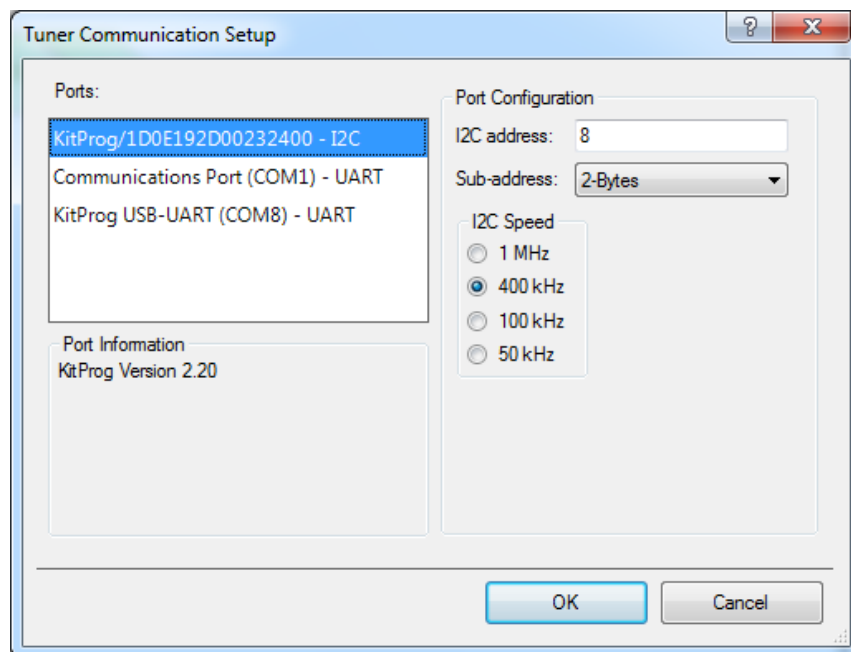 Tuner Communication Setup
?
Ports:
KitProg/1D0E192D00232400 - I2C
Communications Port (COM1) - UART
KitProg USB-UART (COM8) - UART
Port Information
KitProg Version 2.20
Port Configuration
I2C address: 8
Sub-address: 2-Bytes
I2C Speed
1 MHz
400 kHz
100 kHz
50 kHz
OK Cancel